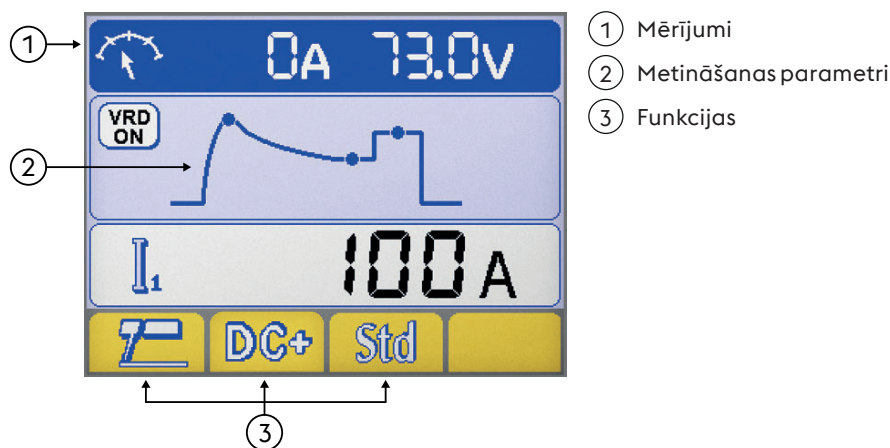 1
0A 73.0V
VRD
ON
2
I1
100A
DC+ Std
3
1 Mērījumi
2 Metināšanas parametri
3 Funkcijas